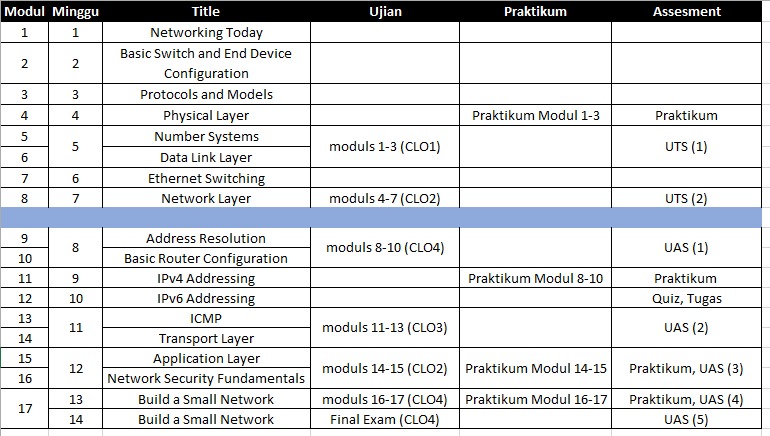 Modul Minggu Title Ujian Praktikum Assesment
1 1 Networking Today
2 2 Basic Switch and End Device Configuration
3 3 Protocols and Models
4 4 Physical Layer Praktikum Modul 1-3 Praktikum
5 5 Number Systems moduls 1-3 (CLO1) UTS (1)
6 Data Link Layer
7 6 Ethernet Switching
8 7 Network Layer moduls 4-7 (CLO2) UTS (2)
9 8 Address Resolution moduls 8-10 (CLO4) UAS (1)
10 Basic Router Configuration
11 9 IPv4 Addressing Praktikum Modul 8-10 Praktikum
12 10 IPv6 Addressing Quiz, Tugas
13 11 ICMP moduls 11-13 (CLO3) UAS (2)
14 Transport Layer
15 12 Application Layer moduls 14-15 (CLO2) Praktikum Modul 14-15 Praktikum, UAS (3)
16 Network Security Fundamentals
17 13 Build a Small Network moduls 16-17 (CLO4) Praktikum Modul 16-17 Praktikum, UAS (4)
14 Build a Small Network Final Exam (CLO4) UAS (5)